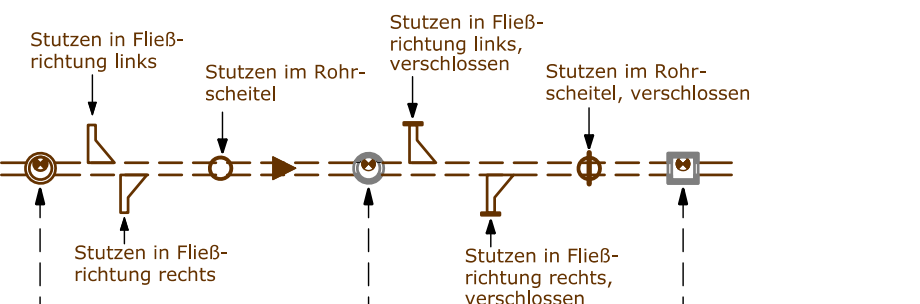 Stutzen in Fließ-
richtung links
Stutzen im Rohr-
scheitel
Stutzen in Fließ-
richtung links,
verschlossen
Stutzen im Rohr-
scheitel, verschlossen
Stutzen in Fließ-
richtung rechts
Stutzen in Fließ-
richtung rechts,
verschlossen